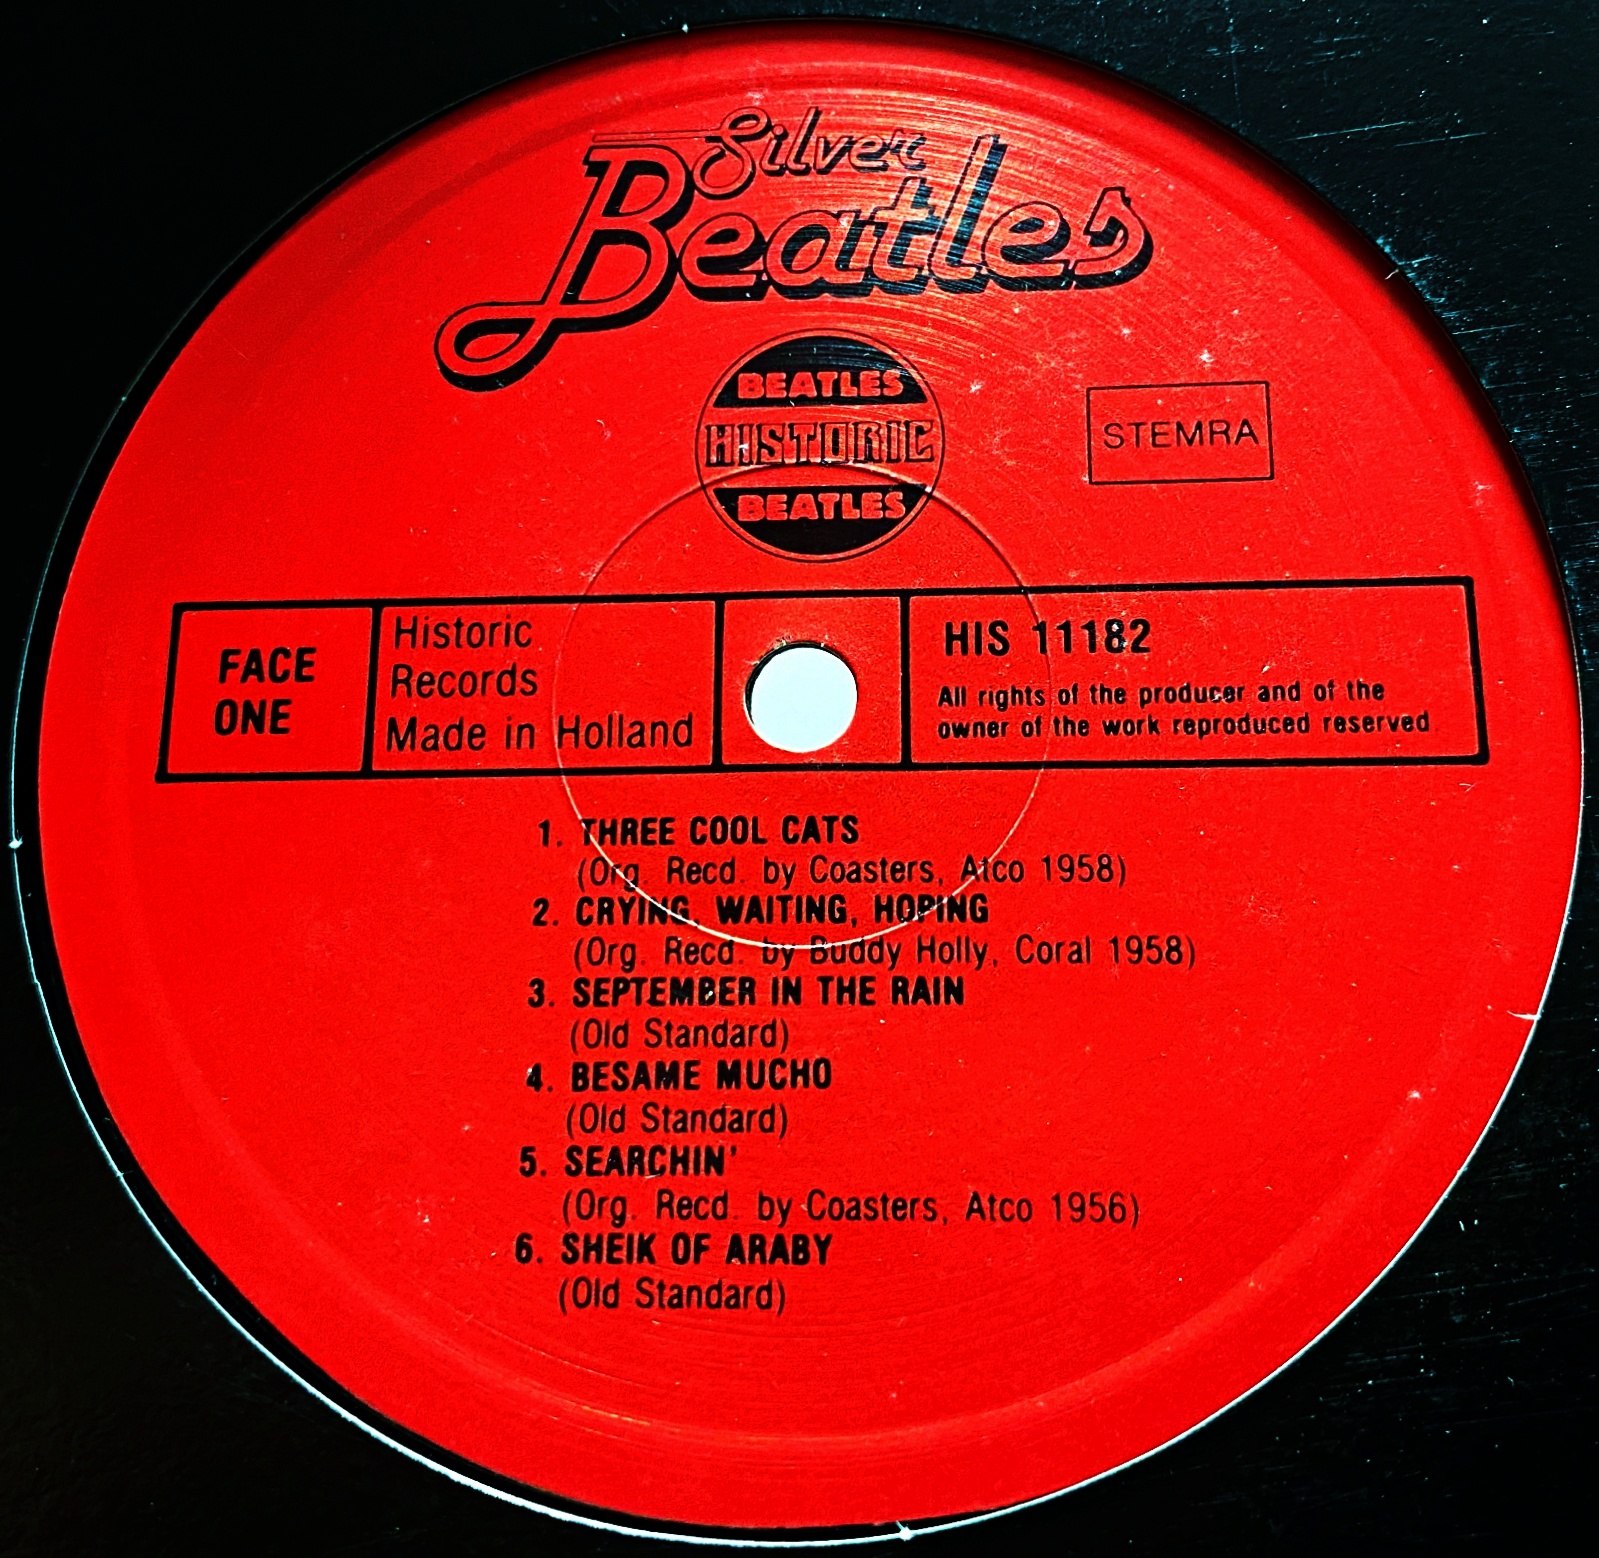 Silver
Beatles
BEATLES
HISTORIC
BEATLES
STEMRA
FACE
ONE
Historic
Records
Made in Holland
HIS 11182
All rights of the producer and of the
owner of the work reproduced reserved
1. THREE COOL CATS
(Org. Recd. by Coasters, Atco 1958)
2. CRYING, WAITING, HOPING
(Org. Recd. by Buddy Holly, Coral 1958)
3. SEPTEMBER IN THE RAIN
(Old Standard)
4. BESAME MUCHO
(Old Standard)
5. SEARCHIN'
(Org. Recd. by Coasters, Atco 1956)
6. SHEIK OF ARABY
(Old Standard)